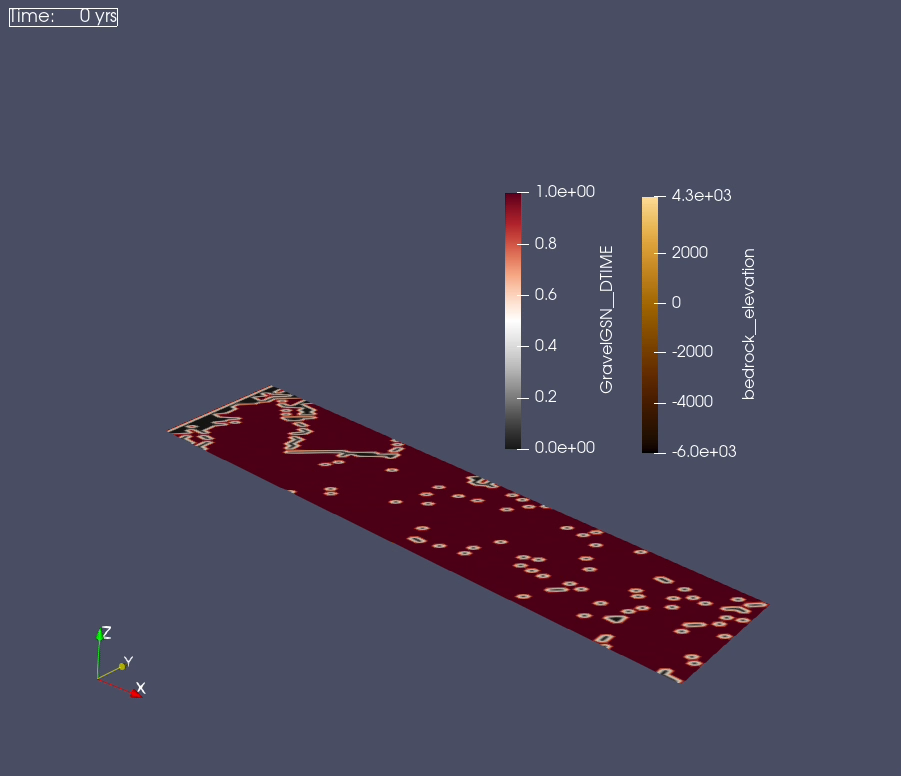 Time: 0 yrs
1.0e+00
0.8
0.6
0.4
0.2
0.0e+00
GravelGSN__DTIME
4.3e+03
2000
0
-2000
-4000
-6.0e+03
bedrock_elevation
Z
Y
X